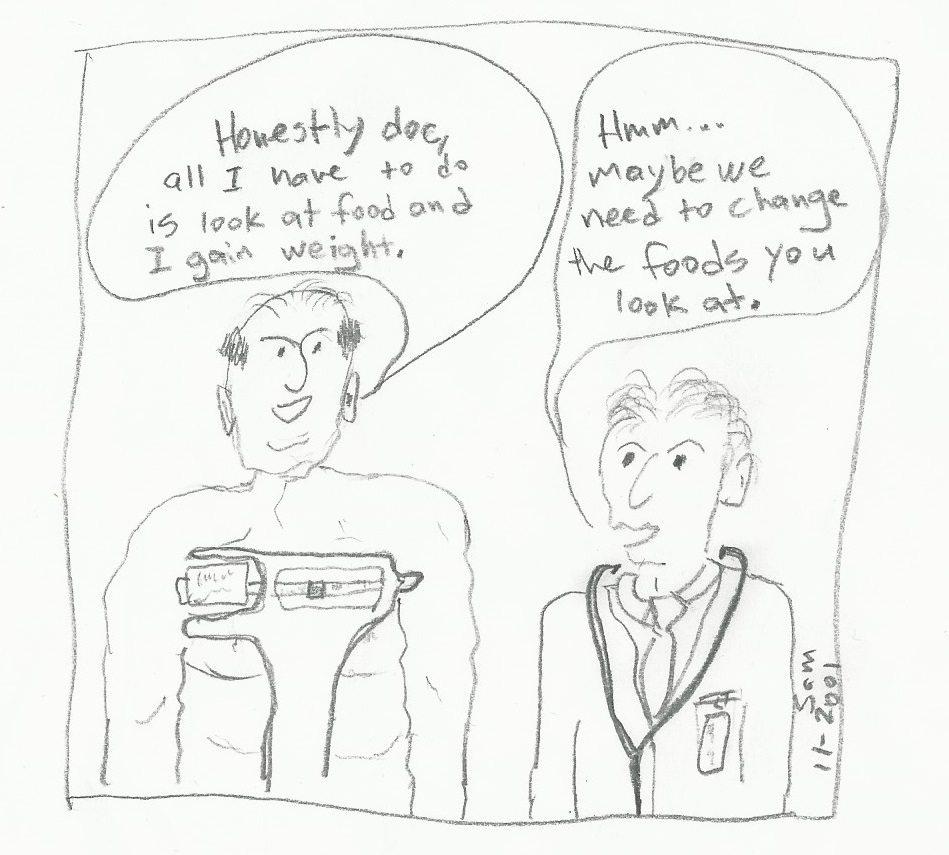 Honestly doc,
all I have to do
is look at food and
I gain weight.
Hmm...
maybe we
need to change
the foods you
look at.
Sam
11-2001